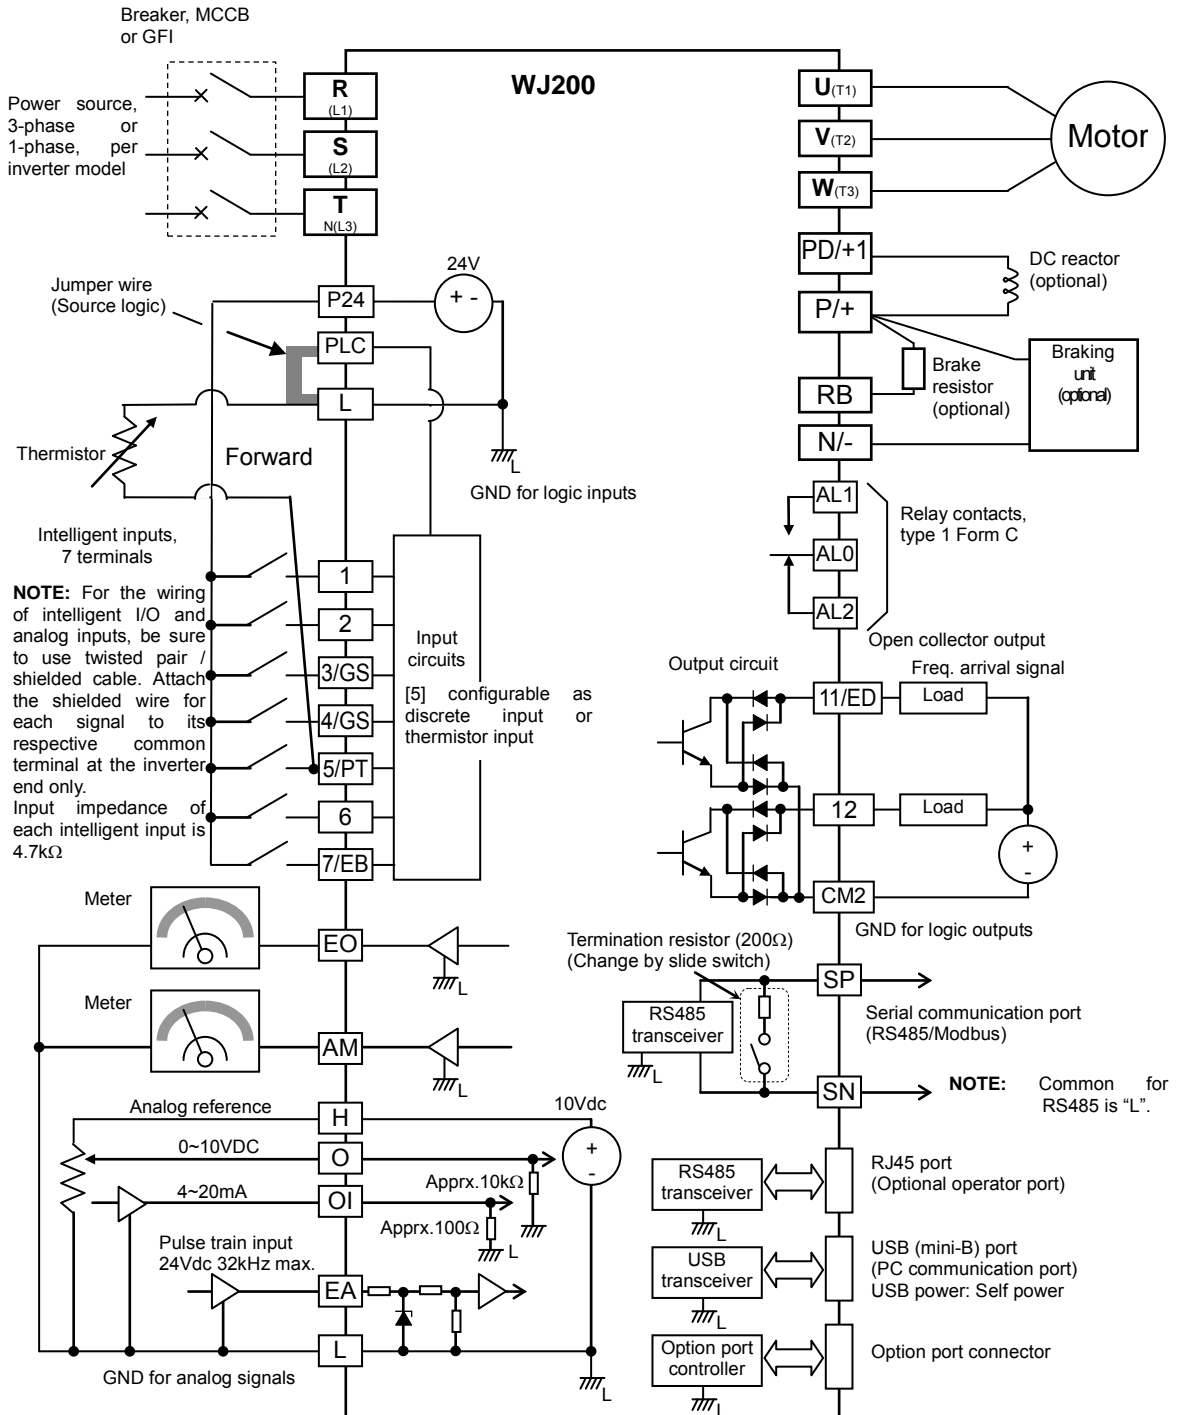 Breaker, MCCB
or GFI
Power source,
3-phase or
1-phase, per
inverter model
R
(L1)
S
(L2)
T
N(L3)
WJ200
U(T1)
V(T2)
W(T3)
Motor
PD/+1
P/+
DC reactor
(optional)
RB
Brake
resistor
(optional)
Braking
unit
(optional)
N/-
Jumper wire
(Source logic)
24V
P24
+ -
PLC
L
L
GND for logic inputs
Thermistor
Forward
AL1
AL0
AL2
Relay contacts,
type 1 Form C
Intelligent inputs,
7 terminals
NOTE: For the wiring
of intelligent I/O and
analog inputs, be sure
to use twisted pair /
shielded cable. Attach
the shielded wire for
each signal to its
respective common
terminal at the inverter
end only.
Input impedance of
each intelligent input is
4.7kΩ
1
2
3/GS
4/GS
5/PT
6
7/EB
Input
circuits
[5] configurable as
discrete input or
thermistor input
Open collector output
Output circuit
Freq. arrival signal
11/ED
Load
12
Load
+
-
CM2
GND for logic outputs
Meter
EO
L
Meter
AM
L
Termination resistor (200Ω)
(Change by slide switch)
RS485
transceiver
L
SP
Serial communication port
(RS485/Modbus)
SN
NOTE: Common for
RS485 is “L”.
Analog reference
H
10Vdc
0~10VDC
O
+
-
Apprx.10kΩ
4~20mA
OI
Apprx.100Ω
L
Pulse train input
24Vdc 32kHz max.
EA
L
GND for analog signals
L
RS485
transceiver
L
RJ45 port
(Optional operator port)
USB
transceiver
L
USB (mini-B) port
(PC communication port)
USB power: Self power
Option port
controller
L
Option port connector